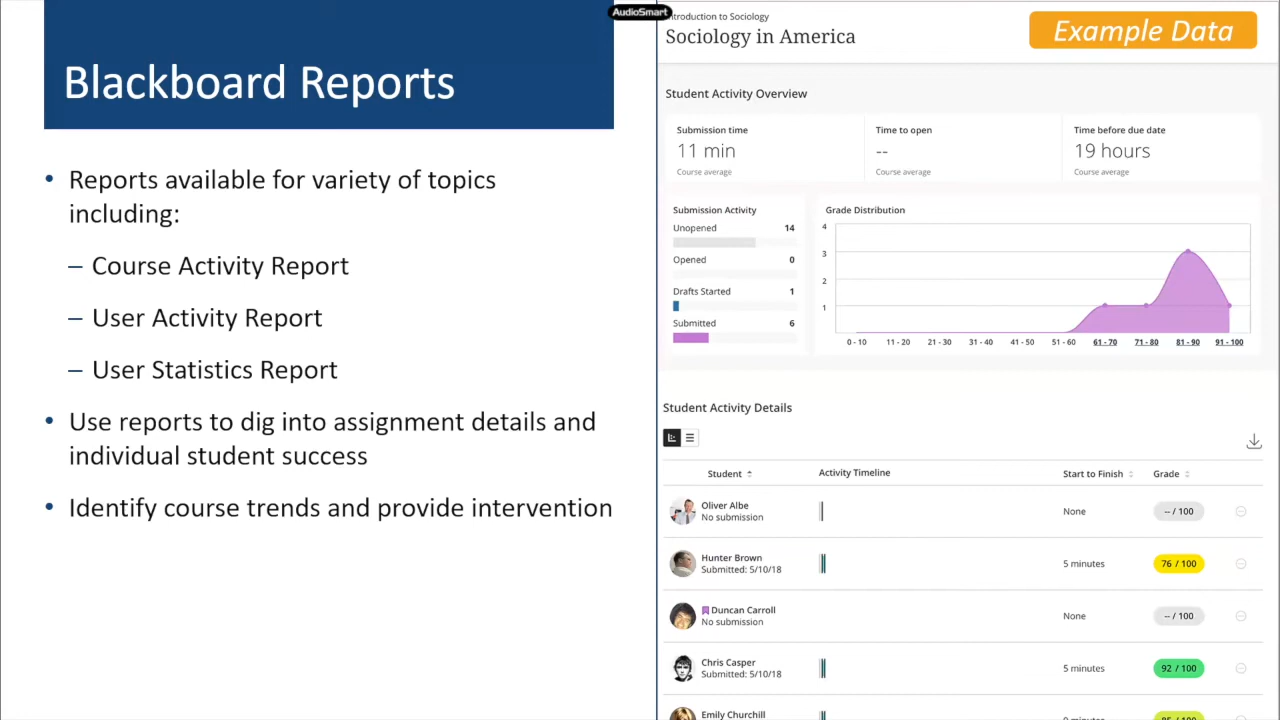 AudioSmart
Blackboard Reports
• Reports available for variety of topics
including:
– Course Activity Report
– User Activity Report
– User Statistics Report
• Use reports to dig into assignment details and
individual student success
• Identify course trends and provide intervention
ntroduction to Sociology
Sociology in America
Example Data
Student Activity Overview
Submission time
11 min
Course average
Time to open
--
Course average
Time before due date
19 hours
Course average
Submission Activity
Unopened 14
Opened 0
Drafts Started 1
Submitted 6
Grade Distribution
4
3
2
1
0 - 10 11 - 20 21 - 30 31 - 40 41 - 50 51 - 60 61 - 70 71 - 80 81 - 90 91 - 100
Student Activity Details
Student Activity Timeline Start to Finish Grade
Oliver Albe
No submission
None -- / 100
Hunter Brown
Submitted: 5/10/18
5 minutes 76 / 100
Duncan Carroll
No submission
None -- / 100
Chris Casper
Submitted: 5/10/18
5 minutes 92 / 100
Emily Churchill